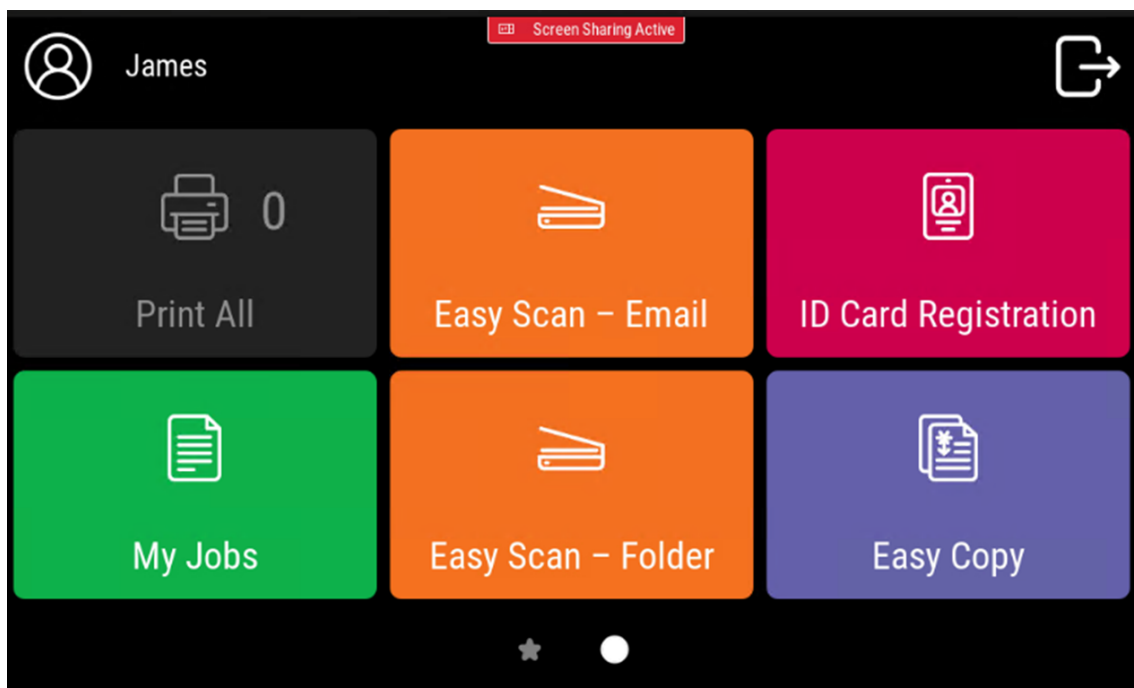 Screen Sharing Active
James
0
Print All
Easy Scan – Email
ID Card Registration
My Jobs
Easy Scan – Folder
Easy Copy